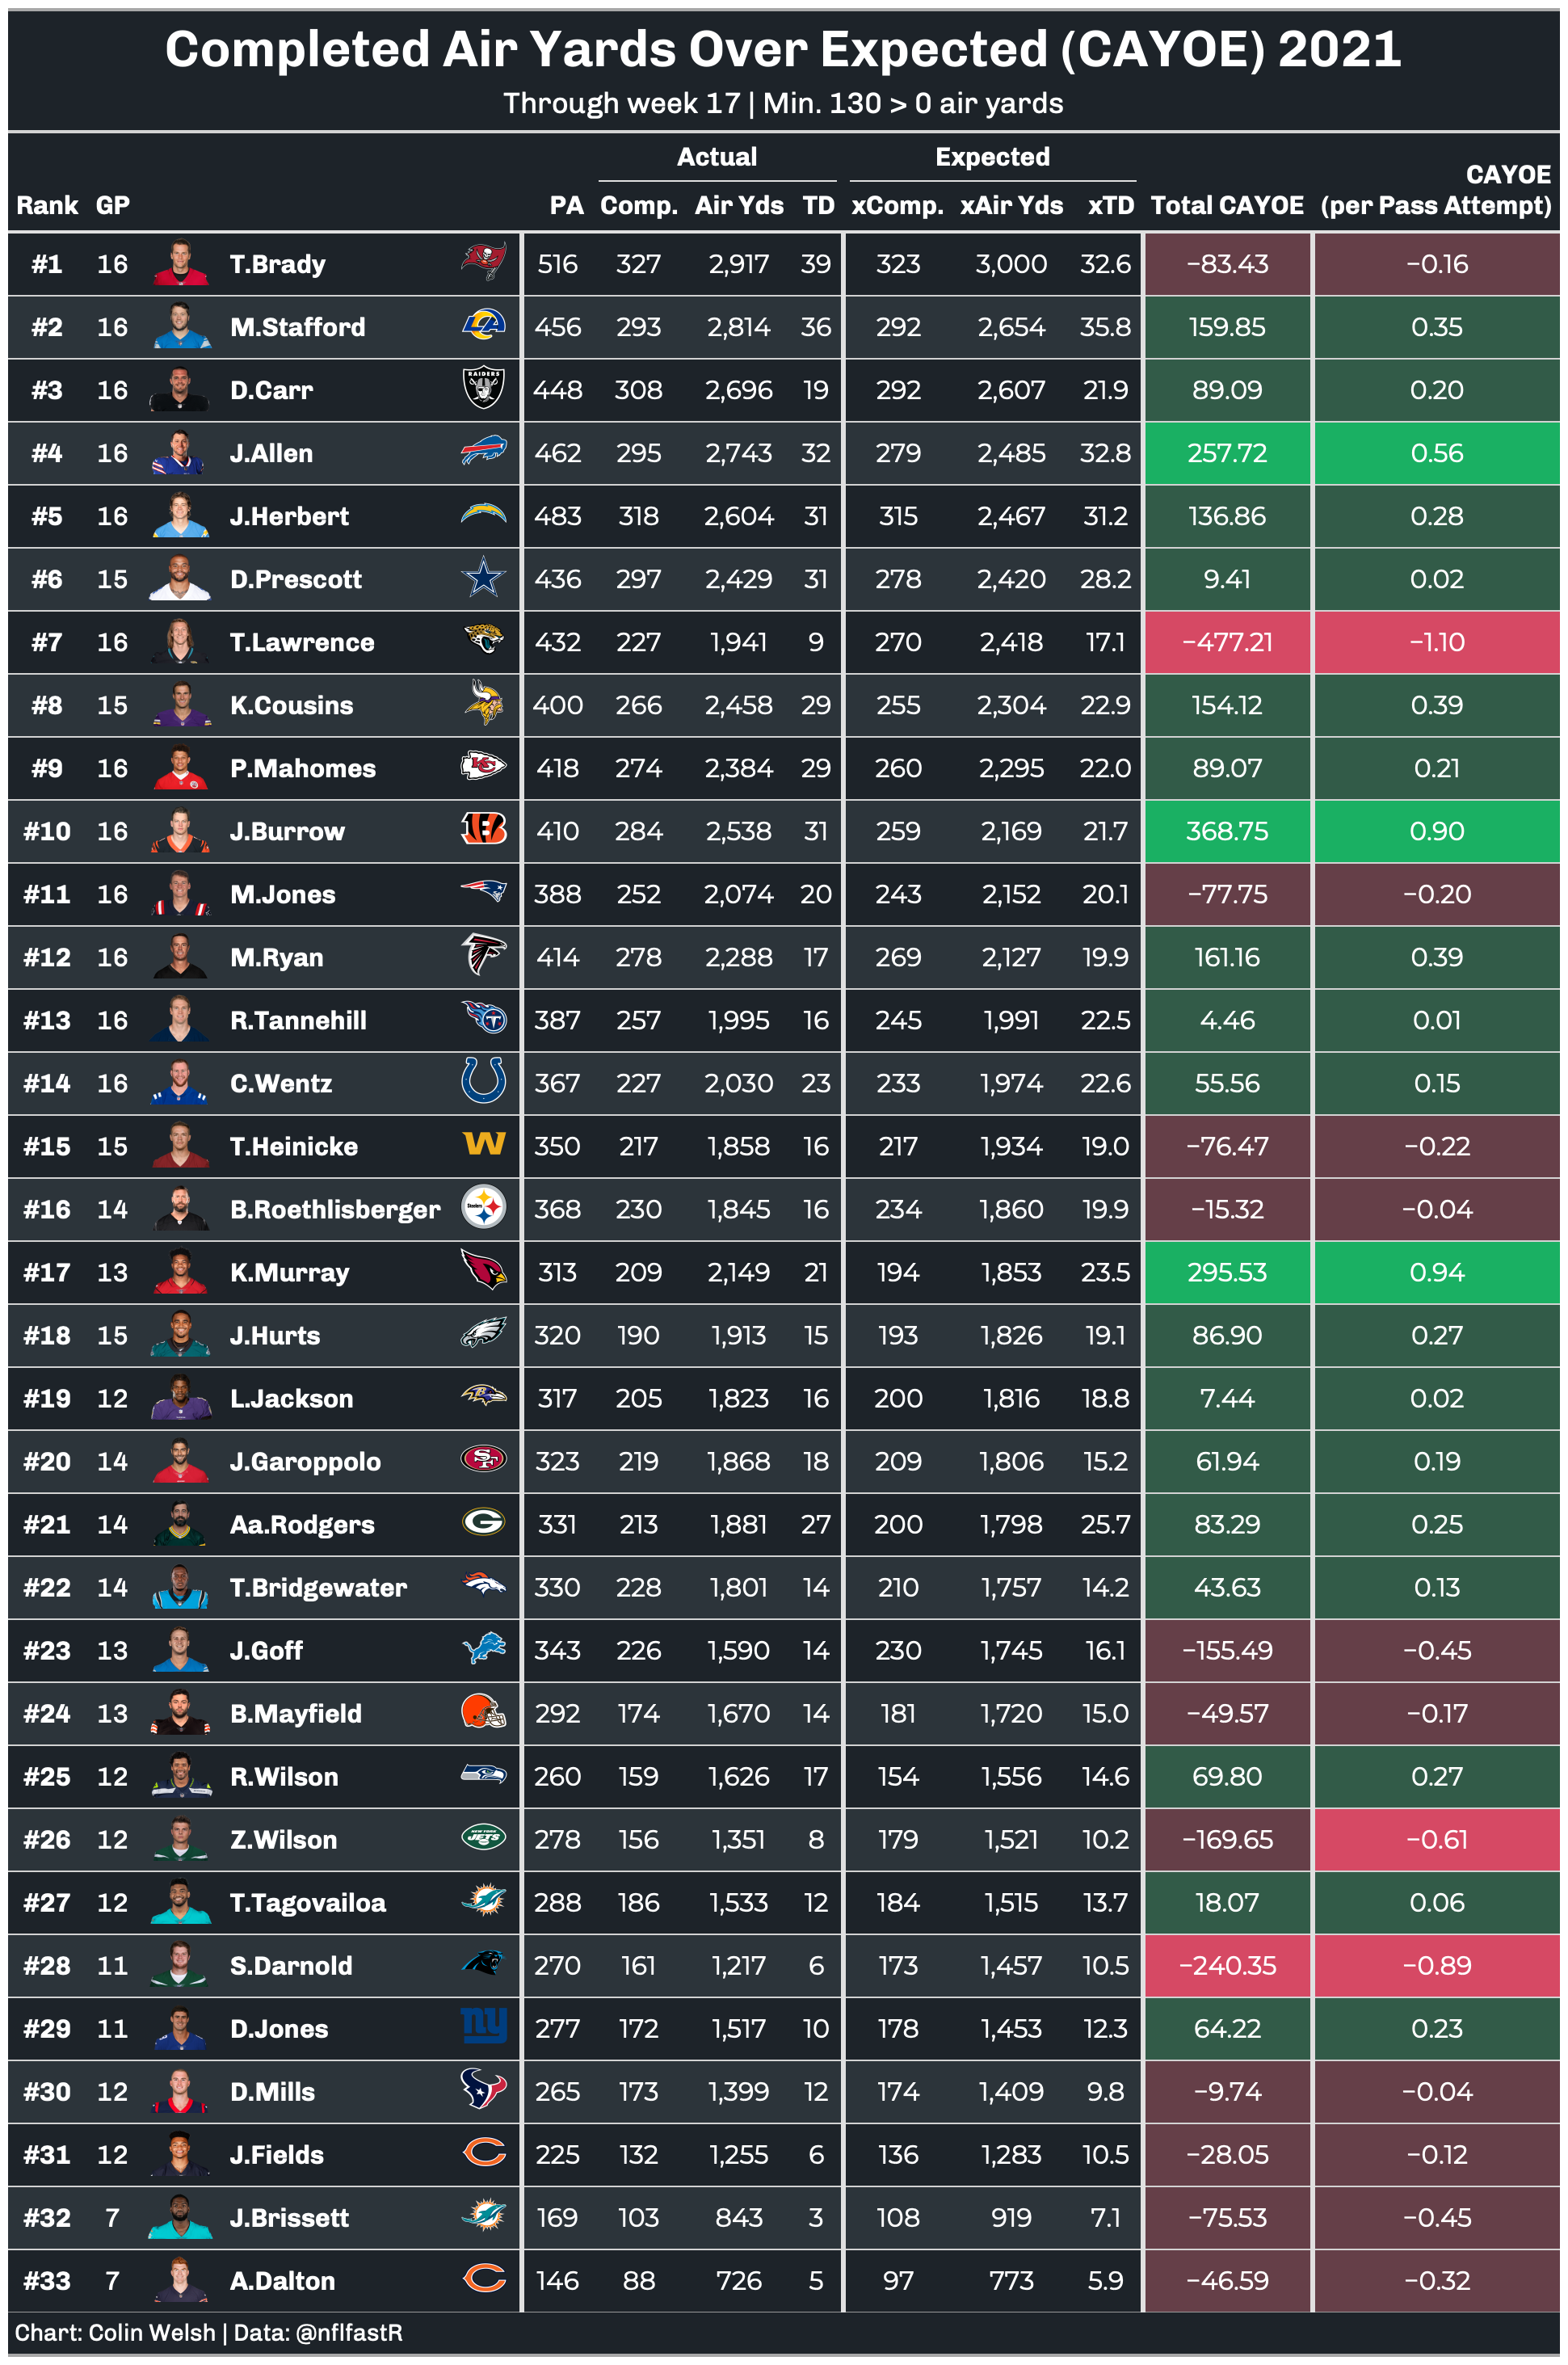 Completed Air Yards Over Expected (CAYOE) 2021
Through week 17 | Min. 130 > 0 air yards
Actual Expected CAYOE
Rank GP PA Comp. Air Yds TD xComp. xAir Yds xTD Total CAYOE (per Pass Attempt)
#1 16 T.Brady 516 327 2,917 39 323 3,000 32.6 −83.43 −0.16
#2 16 M.Stafford 456 293 2,814 36 292 2,654 35.8 159.85 0.35
#3 16 D.Carr RAIDERS 448 308 2,696 19 292 2,607 21.9 89.09 0.20
#4 16 J.Allen 462 295 2,743 32 279 2,485 32.8 257.72 0.56
#5 16 J.Herbert 483 318 2,604 31 315 2,467 31.2 136.86 0.28
#6 15 D.Prescott 436 297 2,429 31 278 2,420 28.2 9.41 0.02
#7 16 T.Lawrence 432 227 1,941 9 270 2,418 17.1 −477.21 −1.10
#8 15 K.Cousins 400 266 2,458 29 255 2,304 22.9 154.12 0.39
#9 16 P.Mahomes KC 418 274 2,384 29 260 2,295 22.0 89.07 0.21
#10 16 J.Burrow B 410 284 2,538 31 259 2,169 21.7 368.75 0.90
#11 16 M.Jones 388 252 2,074 20 243 2,152 20.1 −77.75 −0.20
#12 16 M.Ryan 414 278 2,288 17 269 2,127 19.9 161.16 0.39
#13 16 R.Tannehill T 387 257 1,995 16 245 1,991 22.5 4.46 0.01
#14 16 C.Wentz 367 227 2,030 23 233 1,974 22.6 55.56 0.15
#15 15 T.Heinicke W 350 217 1,858 16 217 1,934 19.0 −76.47 −0.22
#16 14 B.Roethlisberger Steelers 368 230 1,845 16 234 1,860 19.9 −15.32 −0.04
#17 13 K.Murray 313 209 2,149 21 194 1,853 23.5 295.53 0.94
#18 15 J.Hurts 320 190 1,913 15 193 1,826 19.1 86.90 0.27
#19 12 L.Jackson 317 205 1,823 16 200 1,816 18.8 7.44 0.02
#20 14 J.Garoppolo SF 323 219 1,868 18 209 1,806 15.2 61.94 0.19
#21 14 Aa.Rodgers G 331 213 1,881 27 200 1,798 25.7 83.29 0.25
#22 14 T.Bridgewater 330 228 1,801 14 210 1,757 14.2 43.63 0.13
#23 13 J.Goff 343 226 1,590 14 230 1,745 16.1 −155.49 −0.45
#24 13 B.Mayfield 292 174 1,670 14 181 1,720 15.0 −49.57 −0.17
#25 12 R.Wilson 260 159 1,626 17 154 1,556 14.6 69.80 0.27
#26 12 Z.Wilson NEW YORK JETS 278 156 1,351 8 179 1,521 10.2 −169.65 −0.61
#27 12 T.Tagovailoa 288 186 1,533 12 184 1,515 13.7 18.07 0.06
#28 11 S.Darnold 270 161 1,217 6 173 1,457 10.5 −240.35 −0.89
#29 11 D.Jones ny 277 172 1,517 10 178 1,453 12.3 64.22 0.23
#30 12 D.Mills 265 173 1,399 12 174 1,409 9.8 −9.74 −0.04
#31 12 J.Fields C 225 132 1,255 6 136 1,283 10.5 −28.05 −0.12
#32 7 J.Brissett 169 103 843 3 108 919 7.1 −75.53 −0.45
#33 7 A.Dalton C 146 88 726 5 97 773 5.9 −46.59 −0.32
Chart: Colin Welsh | Data: @nflfastR